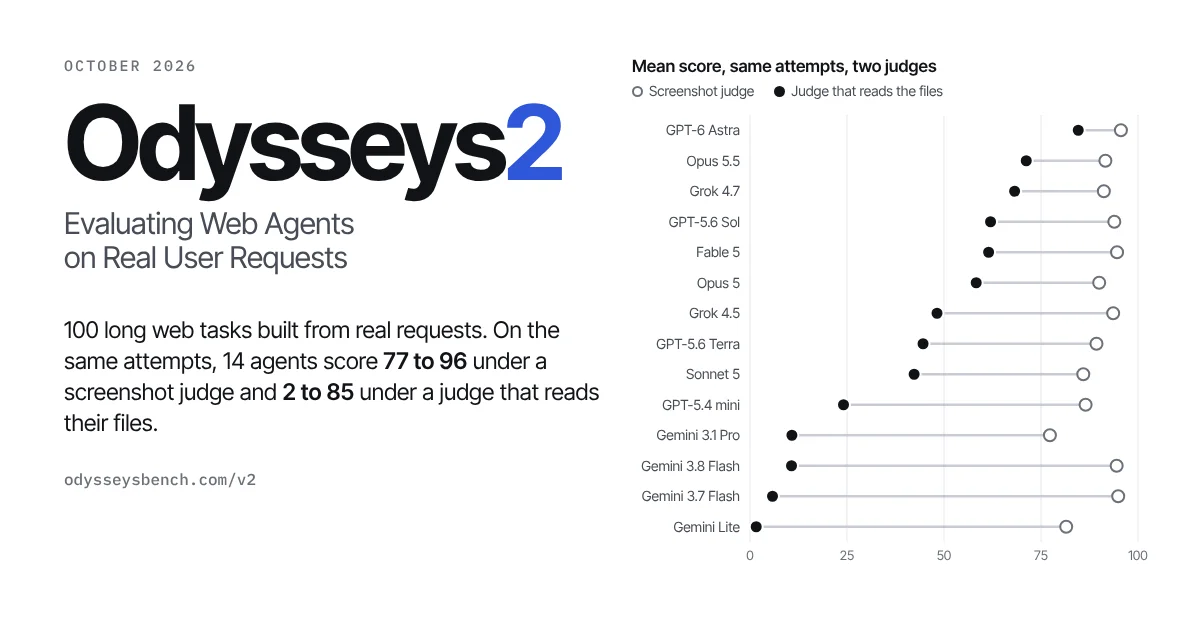 OCTOBER 2026
Odysseys2
Evaluating Web Agents
on Real User Requests
100 long web tasks built from real requests. On the
same attempts, 14 agents score 77 to 96 under a
screenshot judge and 2 to 85 under a judge that reads
their files.
odysseysbench.com/v2
Mean score, same attempts, two judges
Screenshot judge Judge that reads the files
GPT-6 Astra
Opus 5.5
Grok 4.7
GPT-5.6 Sol
Fable 5
Opus 5
Grok 4.5
GPT-5.6 Terra
Sonnet 5
GPT-5.4 mini
Gemini 3.1 Pro
Gemini 3.8 Flash
Gemini 3.7 Flash
Gemini Lite
0 25 50 75 100